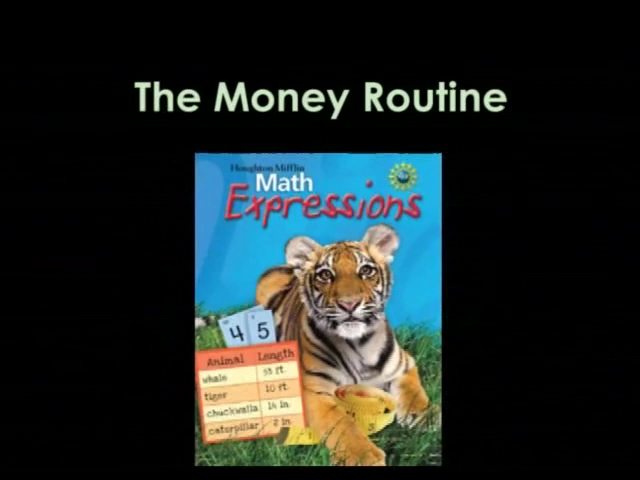 The Money Routine
Houghton Mifflin
Math
Expressions
4 5
Animal Length
whale 55 ft.
tiger 10 ft.
chuckwalla 16 in.
caterpillar 2 in.